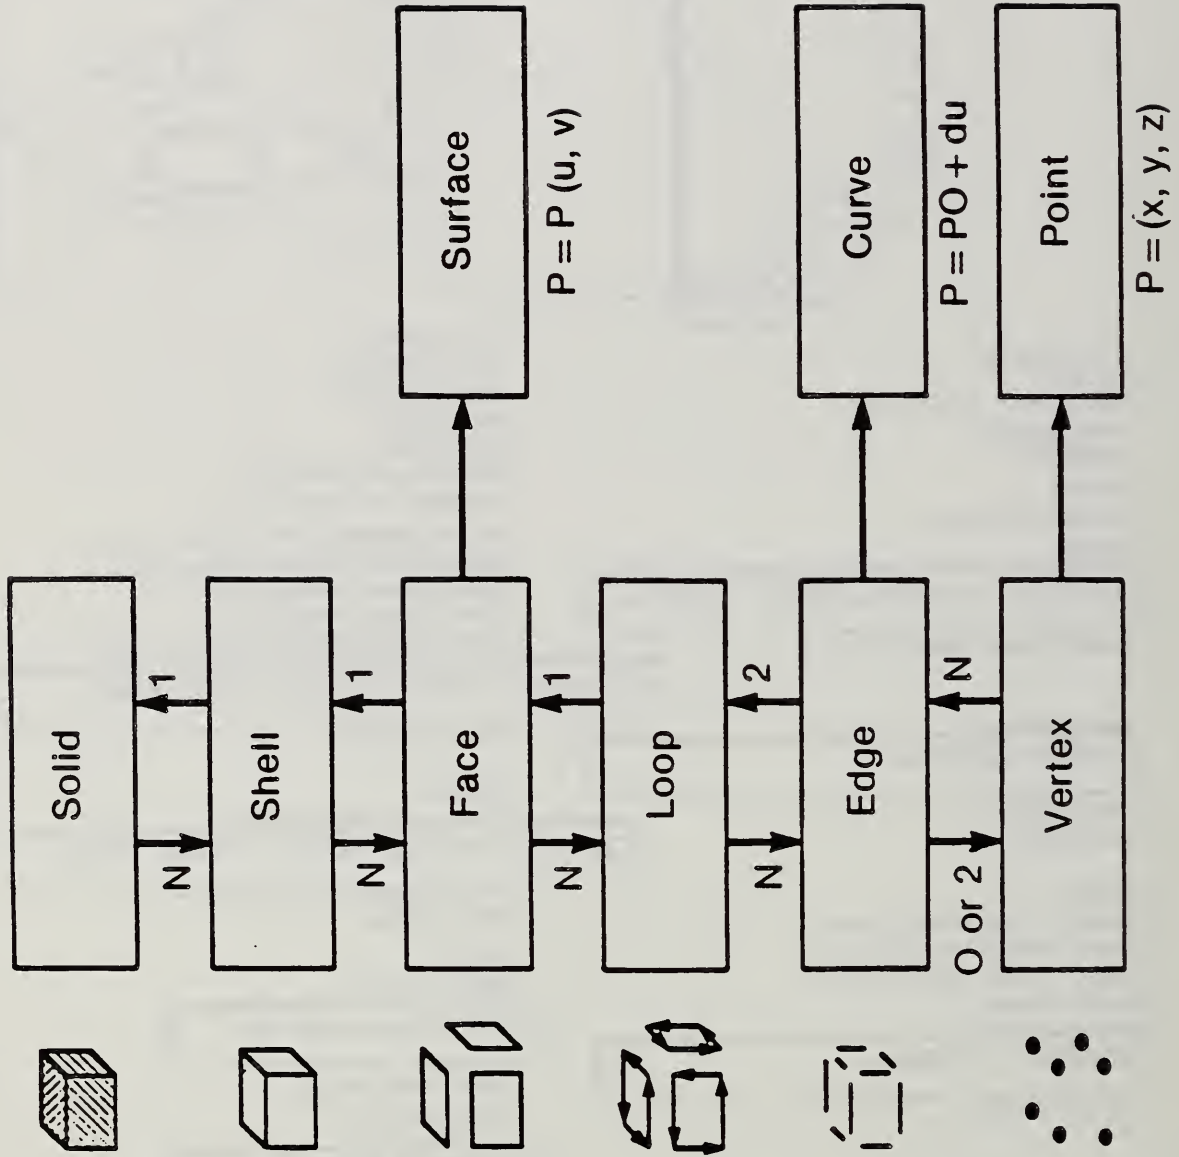 Solid
N
1
Shell
N
1
Face
Surface
P = P (u, v)
N
1
Loop
N
2
Edge
Curve
P = PO + du
O or 2
N
Vertex
Point
P = (x, y, z)